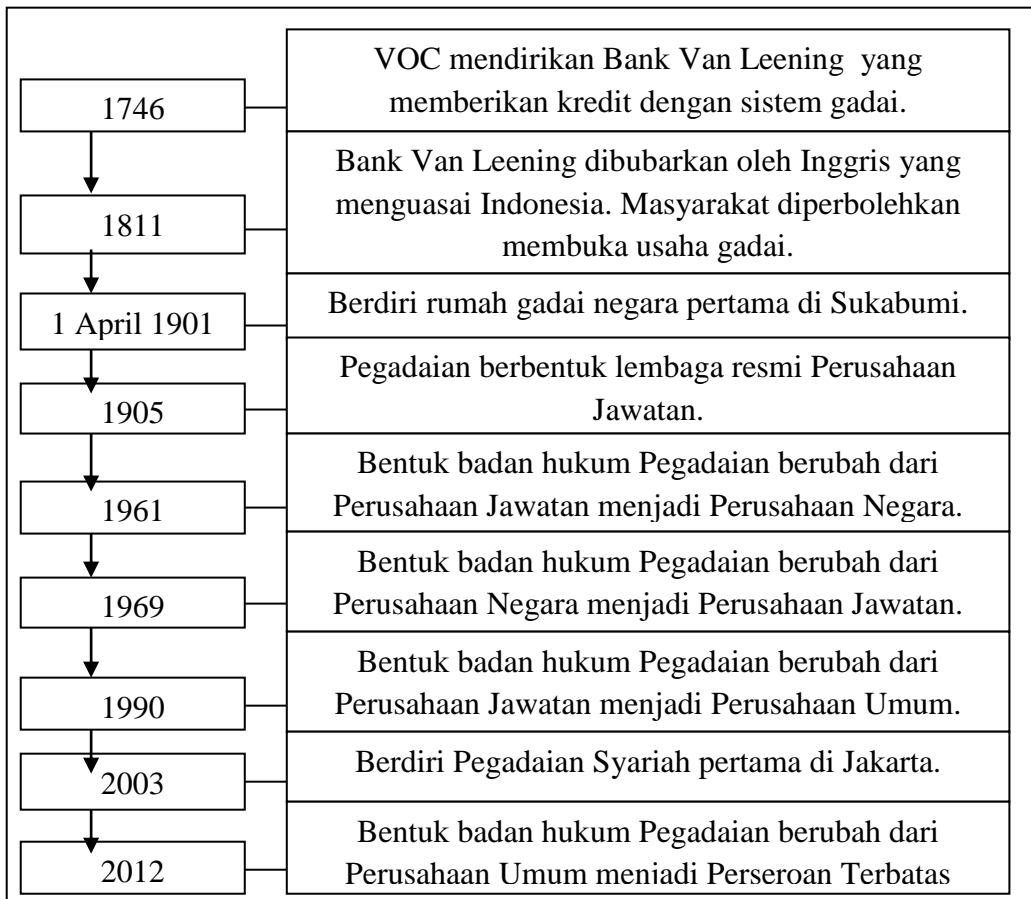 1746
VOC mendirikan Bank Van Leening yang
memberikan kredit dengan sistem gadai.
1811
Bank Van Leening dibubarkan oleh Inggris yang
menguasai Indonesia. Masyarakat diperbolehkan
membuka usaha gadai.
1 April 1901
Berdiri rumah gadai negara pertama di Sukabumi.
1905
Pegadaian berbentuk lembaga resmi Perusahaan
Jawatan.
1961
Bentuk badan hukum Pegadaian berubah dari
Perusahaan Jawatan menjadi Perusahaan Negara.
1969
Bentuk badan hukum Pegadaian berubah dari
Perusahaan Negara menjadi Perusahaan Jawatan.
1990
Bentuk badan hukum Pegadaian berubah dari
Perusahaan Jawatan menjadi Perusahaan Umum.
2003
Berdiri Pegadaian Syariah pertama di Jakarta.
2012
Bentuk badan hukum Pegadaian berubah dari
Perusahaan Umum menjadi Perseroan Terbatas